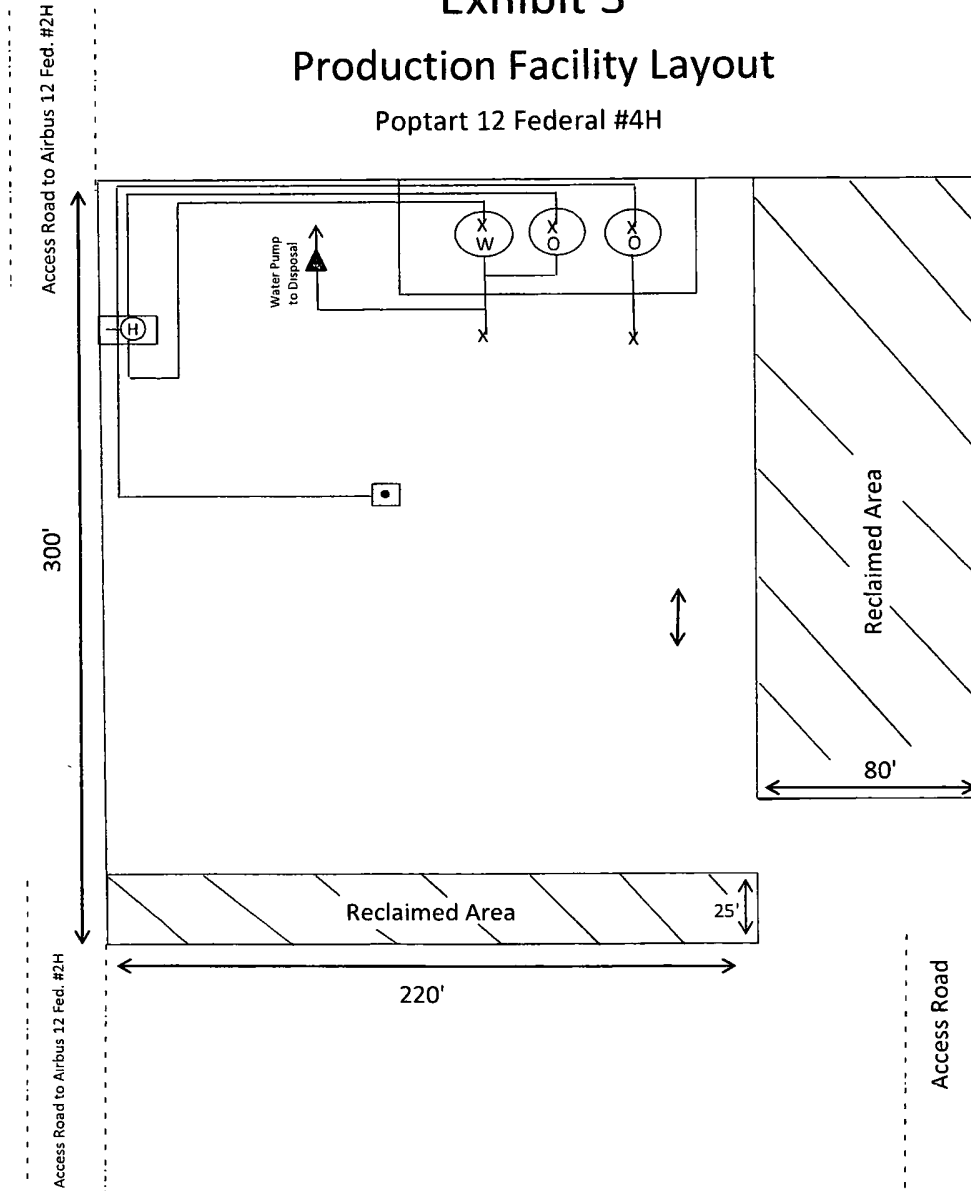 Exhibit 3
Production Facility Layout
Poptart 12 Federal #4H
Access Road to Airbus 12 Fed. #2H
Water Pump
to Disposal
X
W
X
O
X
O
H
X
X
300'
Reclaimed Area
80'
Reclaimed Area
25'
220'
Access Road to Airbus 12 Fed. #2H
Access Road